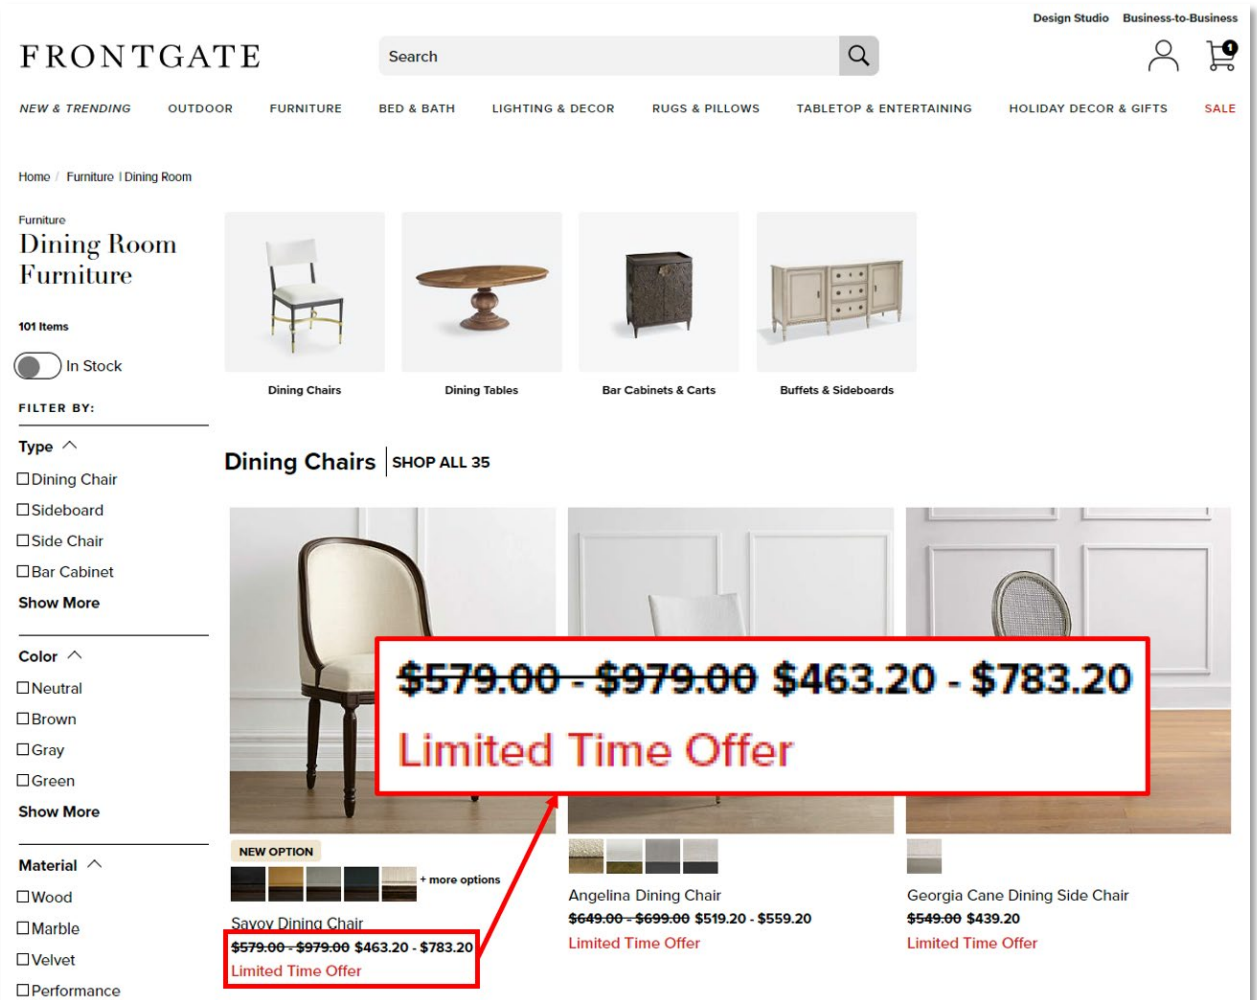 Design Studio Business-to-Business
FRONTGATE
Search
1
NEW & TRENDING OUTDOOR FURNITURE BED & BATH LIGHTING & DECOR RUGS & PILLOWS TABLETOP & ENTERTAINING HOLIDAY DECOR & GIFTS SALE
Home / Furniture | Dining Room
Furniture
Dining Room
Furniture
101 Items
In Stock
Dining Chairs
Dining Tables
Bar Cabinets & Carts
Buffets & Sideboards
FILTER BY:
Type
Dining Chair
Sideboard
Side Chair
Bar Cabinet
Show More
Color
Neutral
Brown
Gray
Green
Show More
Material
Wood
Marble
Velvet
Performance
Dining Chairs SHOP ALL 35
$579.00 - $979.00 $463.20 - $783.20
Limited Time Offer
NEW OPTION
+ more options
Savoy Dining Chair
$579.00 - $979.00 $463.20 - $783.20
Limited Time Offer
Angelina Dining Chair
$649.00 - $699.00 $519.20 - $559.20
Limited Time Offer
Georgia Cane Dining Side Chair
$549.00 $439.20
Limited Time Offer